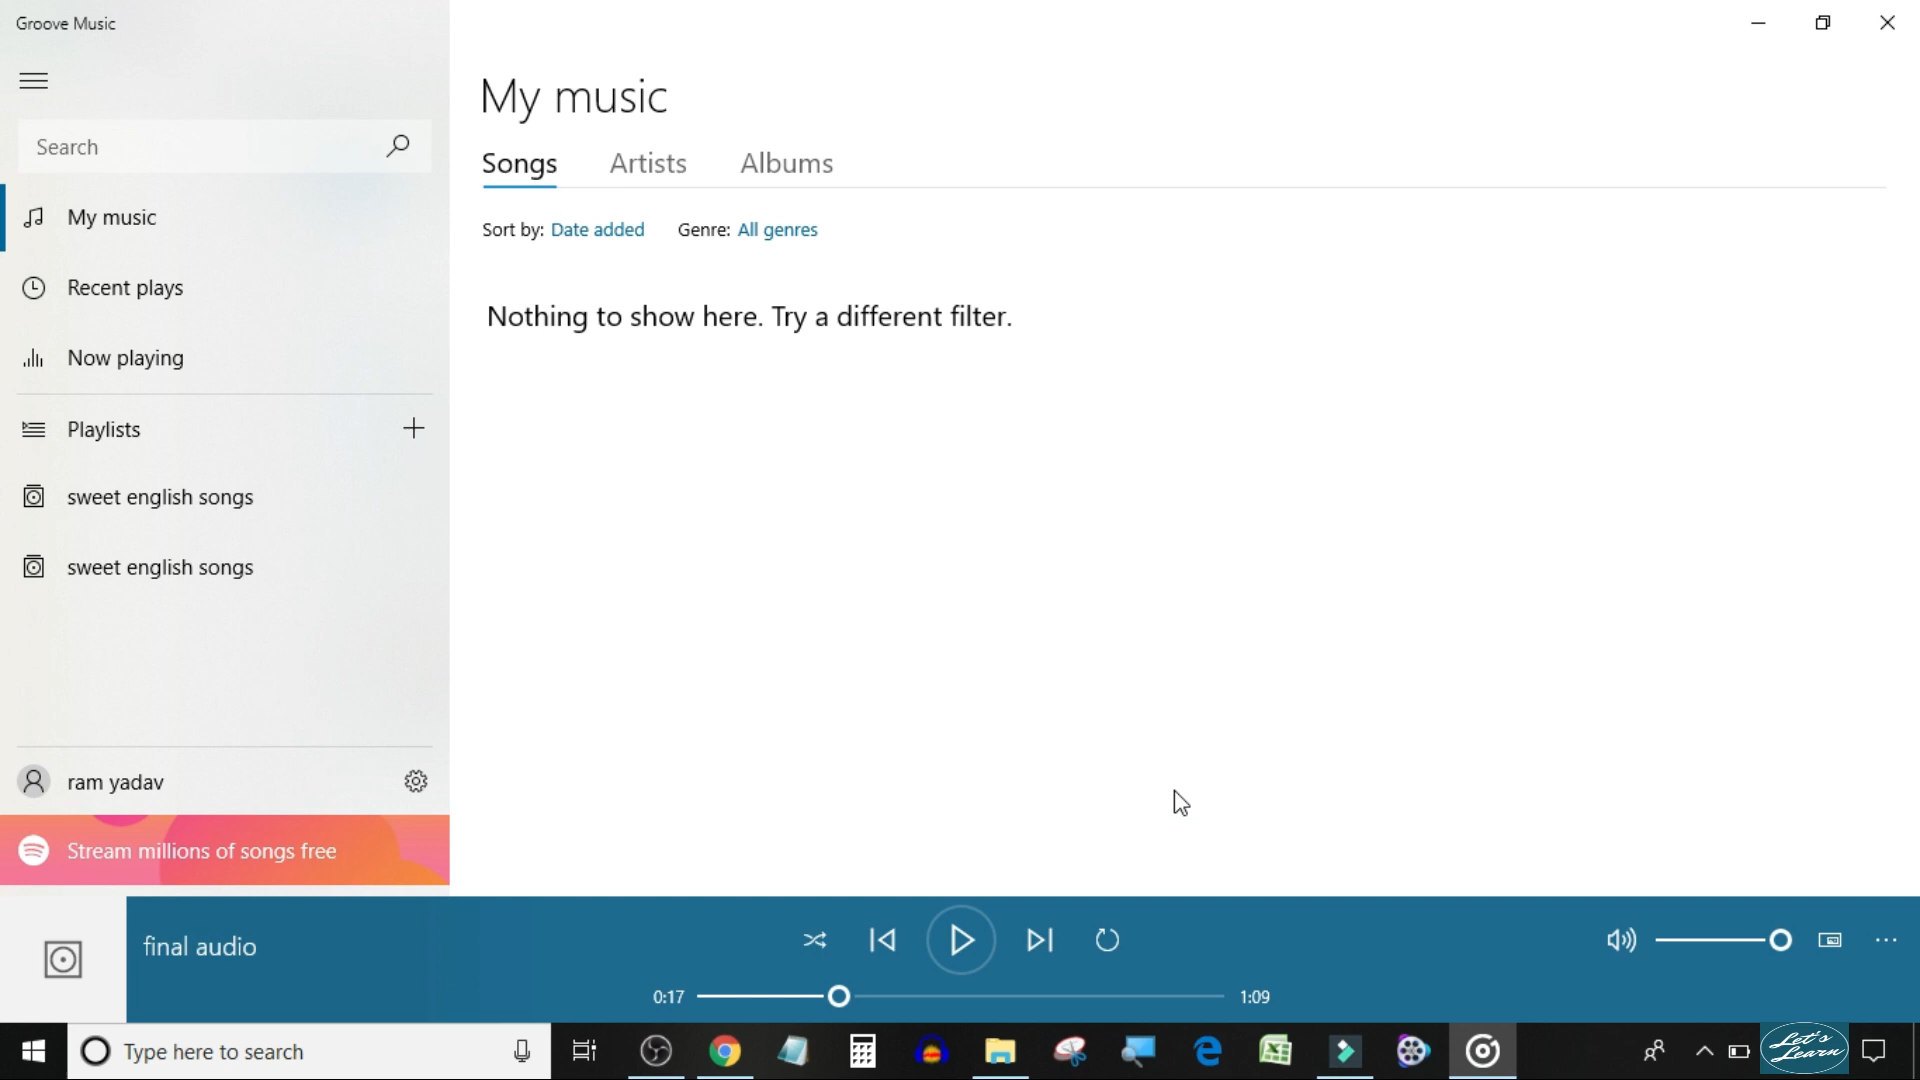 Groove Music
Search
My music
Recent plays
Now playing
Playlists
sweet english songs
sweet english songs
ram yadav
Stream millions of songs free
My music
Songs Artists Albums
Sort by: Date added Genre: All genres
Nothing to show here. Try a different filter.
final audio
0:17 1:09
Type here to search
Let's
Learn